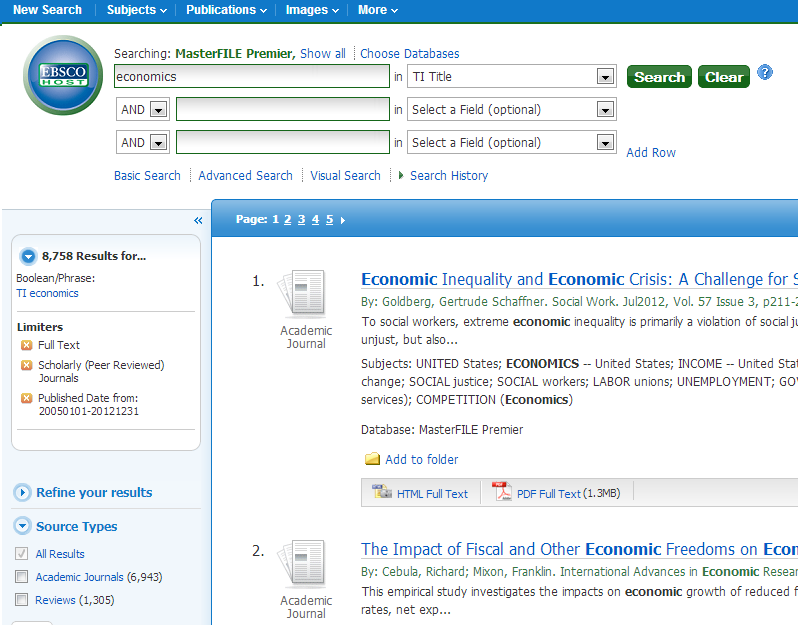 New Search Subjects Publications Images More
Searching: MasterFILE Premier, Show all Choose Databases
EBSCO
HOST
economics in TI Title Search Clear ?
AND in Select a Field (optional)
AND in Select a Field (optional)
Add Row
Basic Search Advanced Search Visual Search Search History
«
8,758 Results for...
Boolean/Phrase:
TI economics
Limiters
Full Text
Scholarly (Peer Reviewed)
Journals
Published Date from:
20050101-20121231
Refine your results
Source Types
All Results
Academic Journals (6,943)
Reviews (1,305)
Page: 1 2 3 4 5
1.
Academic
Journal
Economic Inequality and Economic Crisis: A Challenge for S
By: Goldberg, Gertrude Schaffner. Social Work. Jul2012, Vol. 57 Issue 3, p211-2
To social workers, extreme economic inequality is primarily a violation of social ju
unjust, but also...
Subjects: UNITED States; ECONOMICS -- United States; INCOME -- United Stat
change; SOCIAL justice; SOCIAL workers; LABOR unions; UNEMPLOYMENT; GOV
services); COMPETITION (Economics)
Database: MasterFILE Premier
Add to folder
HTML Full Text PDF Full Text (1.3MB)
2.
Academic
Journal
The Impact of Fiscal and Other Economic Freedoms on Econ
By: Cebula, Richard; Mixon, Franklin. International Advances in Economic Resear
This empirical study investigates the impacts on economic growth of reduced f
rates, net exp...